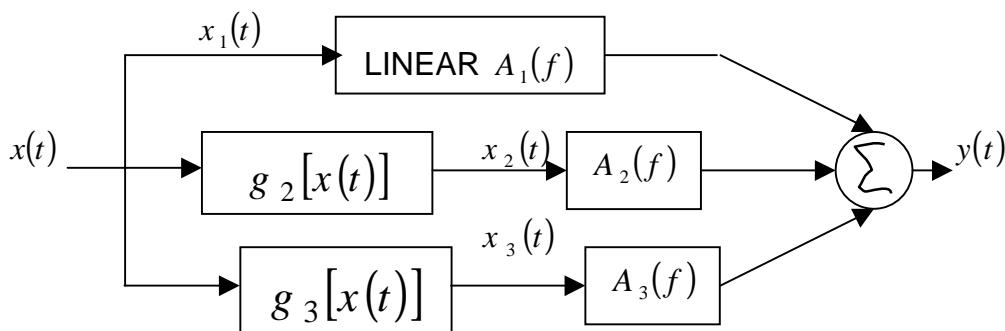 x₁(t)
LINEAR A₁(f)
x(t)
g₂[x(t)]
x₂(t)
A₂(f)
Σ
y(t)
x₃(t)
g₃[x(t)]
A₃(f)